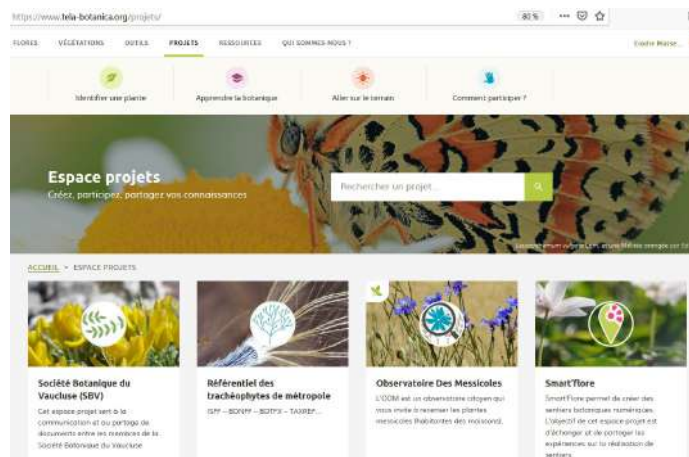 https://www.tela-botanica.org/projets/
80 %
FLORES VÉGÉTATIONS OUTILS PROJETS RESSOURCES QUI SOMMES-NOUS ?
Identifier une plante Apprendre la botanique Aller sur le terrain Comment participer ?
Espace projets
Créez, participez, partagez vos connaissances
Rechercher un projet...
ACCUEIL > ESPACE PROJETS
Société Botanique du
Vaucluse (SBV)
Cet espace projet sert à la
communication et au partage de
documents entre les membres de la
Société Botanique du Vaucluse
Référentiel des
trachéophytes de métropole
ISFF – BDNFF – BDTFX – TAXREF...
Observatoire Des Messicoles
L'ODM est un observatoire citoyen qui
vous invite à recenser les plantes
messicoles (habitantes des moissons).
Smart'flore
Smart'Flore permet de créer des
sentiers botaniques numériques.
L'objectif de cet espace projet est
d'échanger et de partager les
expériences sur la réalisation de
sentiers